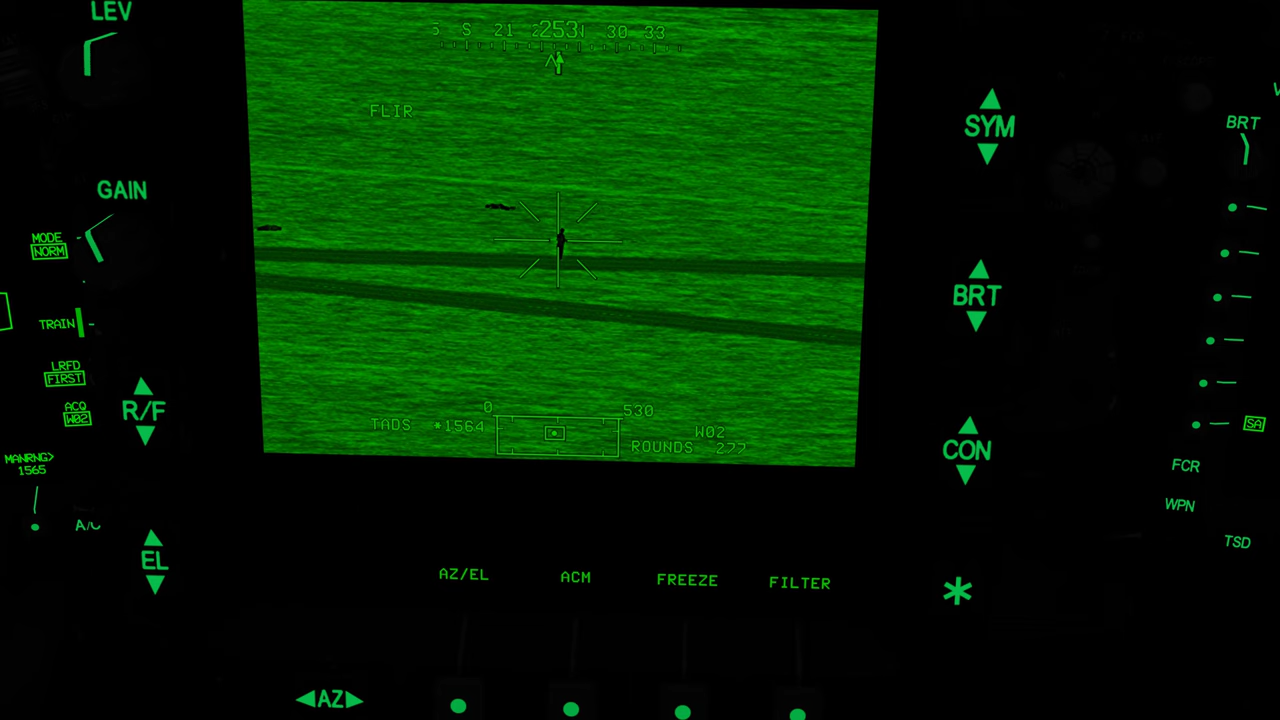 LEV
5 S 21 253 30 33
FLIR
SYM
BRT
GAIN
MODE
NORM
TRAIN
LRFD
FIRST
ACQ
W02
R/F
BRT
0 530
TADS *1564 W02
ROUNDS 277
MANRNG>
1565
CON
SA
FCR
WPN
TSD
A/C
EL
AZ/EL ACM FREEZE FILTER
*
AZ